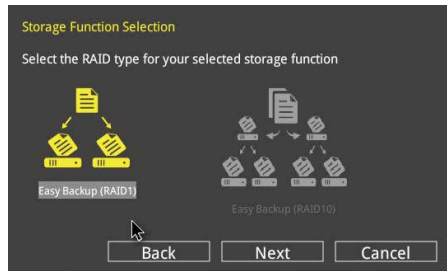 Storage Function Selection
Select the RAID type for your selected storage function
Easy Backup (RAID1)
Easy Backup (RAID10)
Back
Next
Cancel